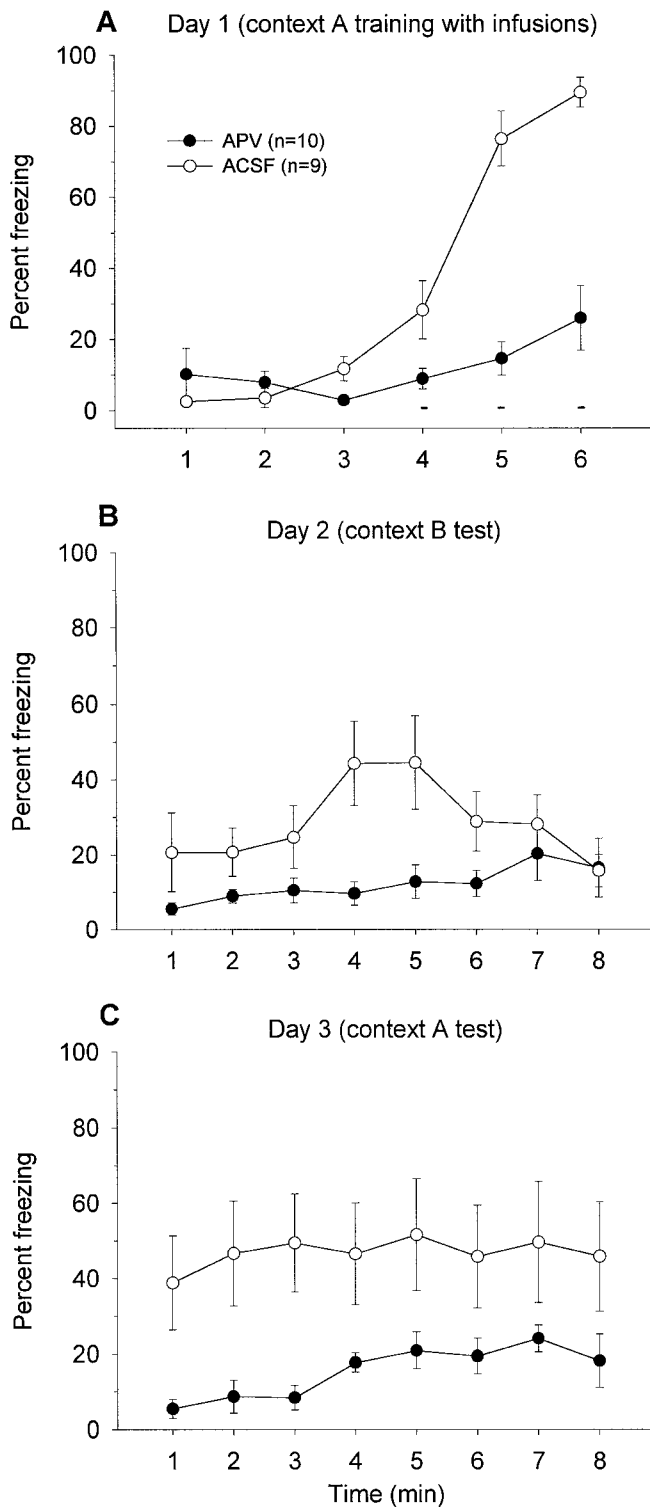 A Day 1 (context A training with infusions)
100
80
60
40
20
0
Percent freezing
APV (n=10)
ACSF (n=9)
1 2 3 4 5 6
B Day 2 (context B test)
100
80
60
40
20
0
Percent freezing
1 2 3 4 5 6 7 8
C Day 3 (context A test)
100
80
60
40
20
0
Percent freezing
1 2 3 4 5 6 7 8
Time (min)